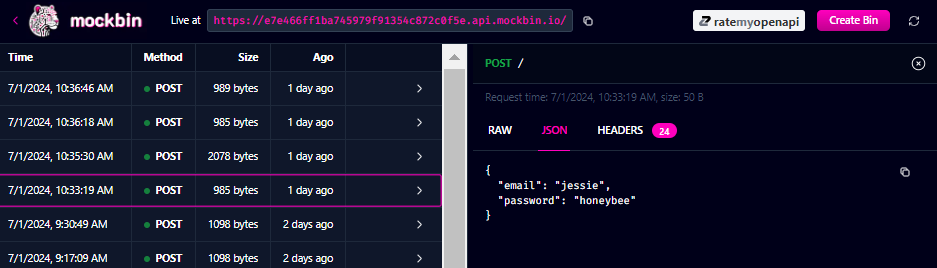 mockbin
Live at https://e7e466ff1ba745979f91354c872c0f5e.api.mockbin.io/
ratemyopenapi
Create Bin
Time Method Size Ago
7/1/2024, 10:36:46 AM POST 989 bytes 1 day ago
7/1/2024, 10:36:18 AM POST 985 bytes 1 day ago
7/1/2024, 10:35:30 AM POST 2078 bytes 1 day ago
7/1/2024, 10:33:19 AM POST 985 bytes 1 day ago
7/1/2024, 9:30:49 AM POST 1098 bytes 2 days ago
7/1/2024, 9:17:09 AM POST 1098 bytes 2 days ago
POST /
Request time: 7/1/2024, 10:33:19 AM, size: 50 B
RAW JSON HEADERS 24
{
"email": "jessie",
"password": "honeybee"
}